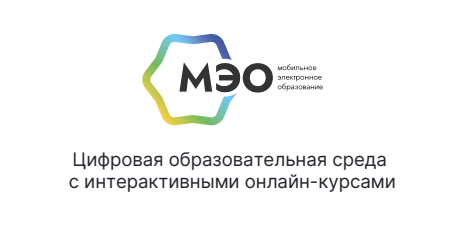 МЭО
мобильное
электронное
образование
Цифровая образовательная среда
с интерактивными онлайн-курсами